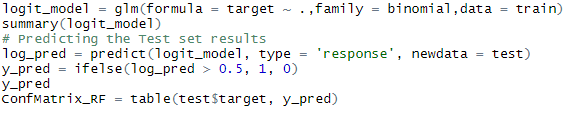 logit_model = glm(formula = target ~ .,family = binomial,data = train)
summary(logit_model)
# Predicting the Test set results
log_pred = predict(logit_model, type = 'response', newdata = test)
y_pred = ifelse(log_pred > 0.5, 1, 0)
y_pred
ConfMatrix_RF = table(test$target, y_pred)